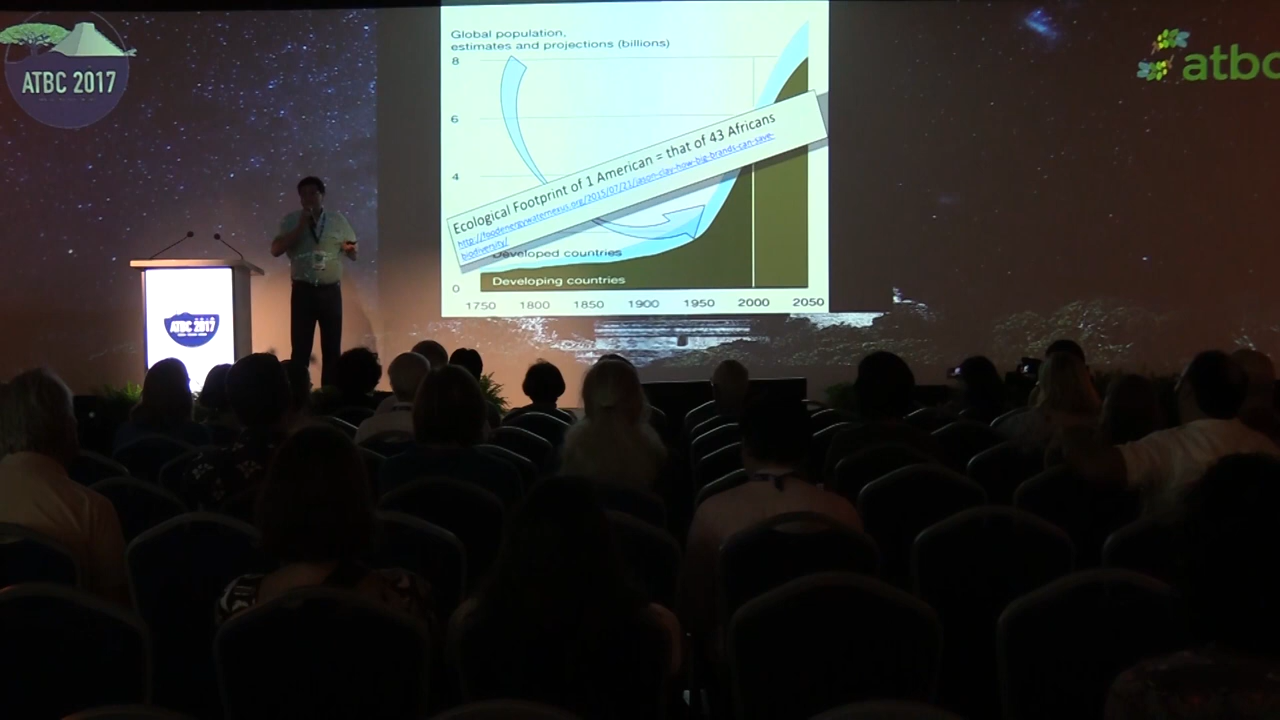 ATBC 2017
atbc
Global population,
estimates and projections (billions)
8
6
4
Ecological Footprint of 1 American = that of 43 Africans
http://foodenergywaternexus.org/2015/07/21/jason-clay-how-big-brands-can-save-
biodiversity/
Developed countries
Developing countries
0
1750 1800 1850 1900 1950 2000 2050
ATBC 2017